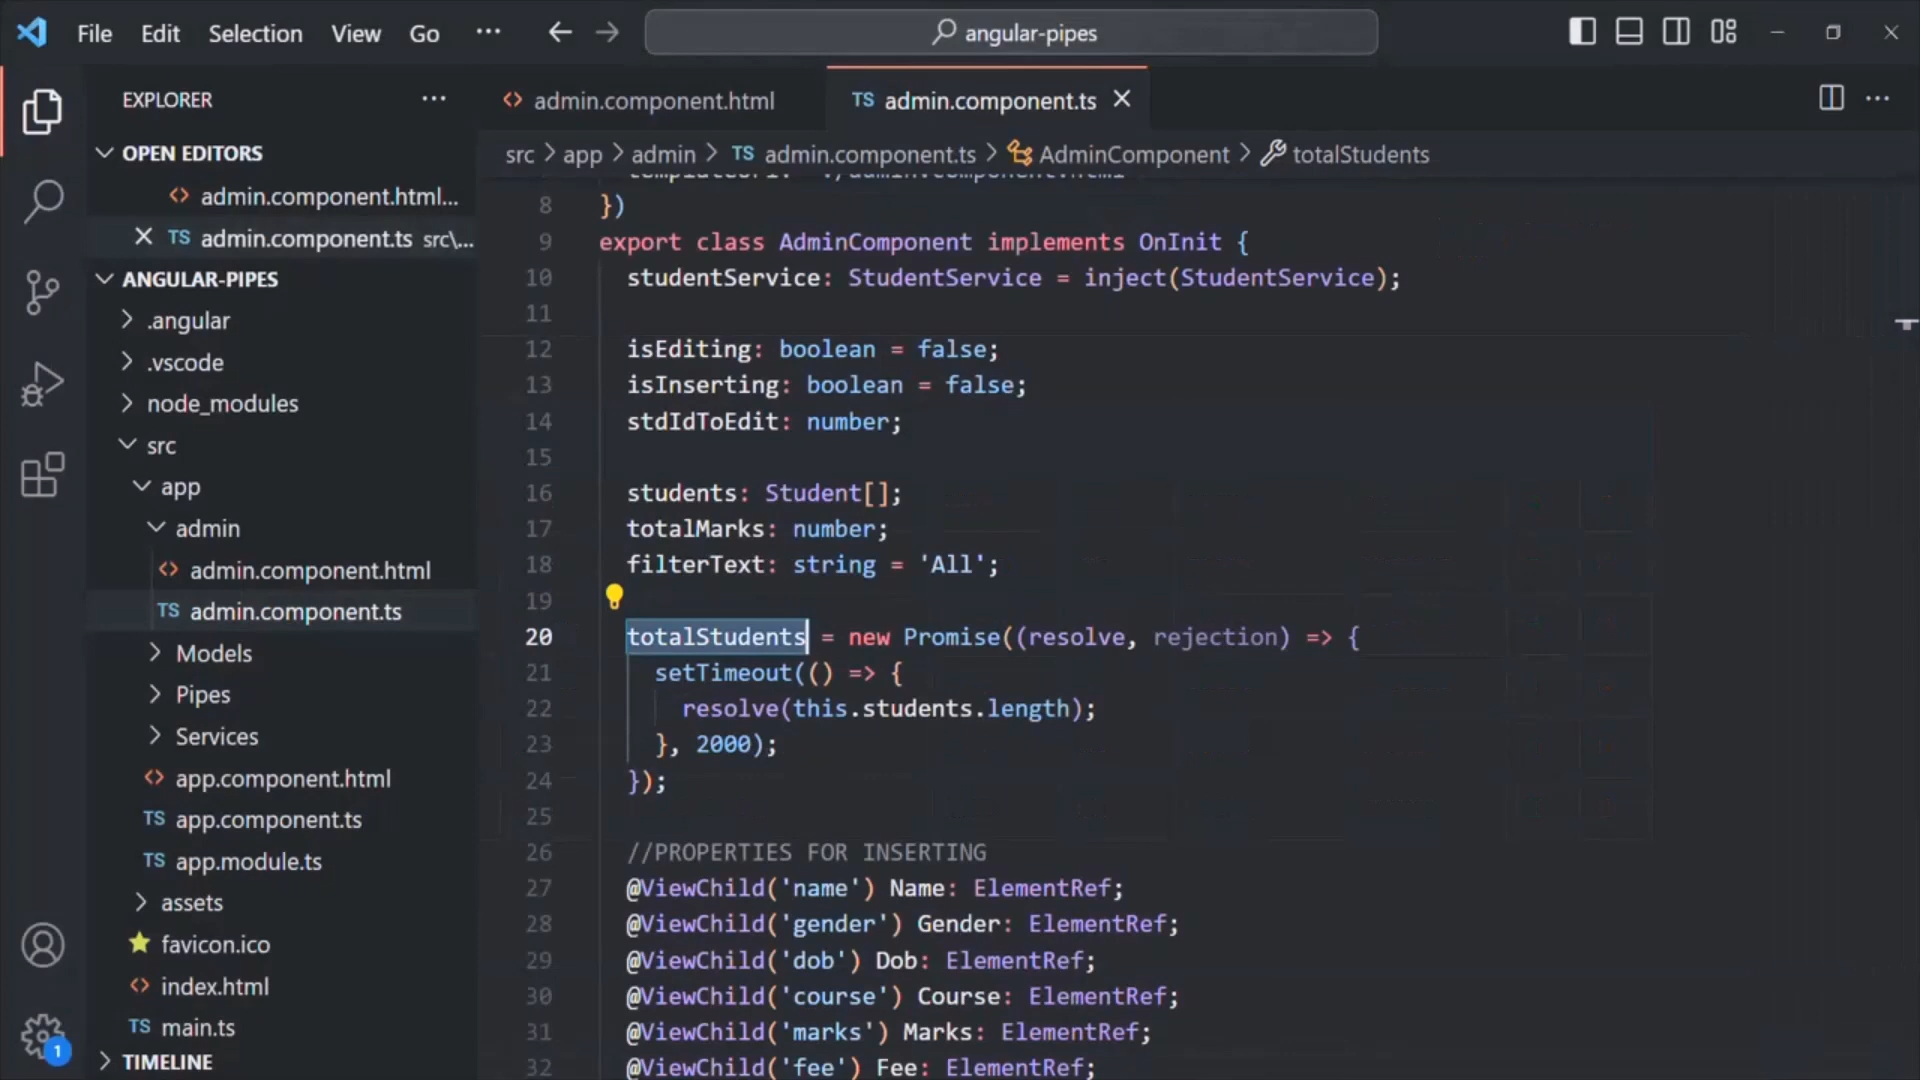 File Edit Selection View Go ··· angular-pipes
EXPLORER ···
OPEN EDITORS
admin.component.html...
TS admin.component.ts src\...
ANGULAR-PIPES
.angular
.vscode
node_modules
src
app
admin
admin.component.html
TS admin.component.ts
Models
Pipes
Services
app.component.html
TS app.component.ts
TS app.module.ts
assets
favicon.ico
index.html
TS main.ts
TIMELINE
1
admin.component.html TS admin.component.ts
src > app > admin > TS admin.component.ts > AdminComponent > totalStudents
8 })
9 export class AdminComponent implements OnInit {
10 studentService: StudentService = inject(StudentService);
11
12 isEditing: boolean = false;
13 isInserting: boolean = false;
14 stdIdToEdit: number;
15
16 students: Student[];
17 totalMarks: number;
18 filterText: string = 'All';
19
20 totalStudents = new Promise((resolve, rejection) => {
21 setTimeout(() => {
22 resolve(this.students.length);
23 }, 2000);
24 });
25
26 //PROPERTIES FOR INSERTING
27 @ViewChild('name') Name: ElementRef;
28 @ViewChild('gender') Gender: ElementRef;
29 @ViewChild('dob') Dob: ElementRef;
30 @ViewChild('course') Course: ElementRef;
31 @ViewChild('marks') Marks: ElementRef;
32 @ViewChild('fee') Fee: ElementRef;